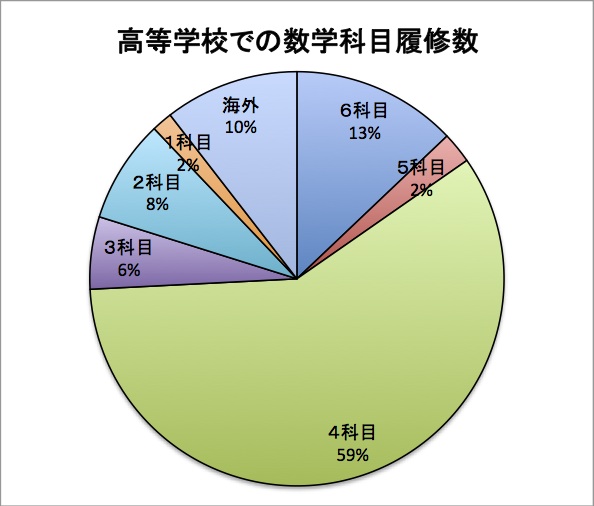 高等学校での数学科目履修数
６科目
13%
５科目
2%
４科目
59%
３科目
6%
２科目
8%
１科目
2%
海外
10%